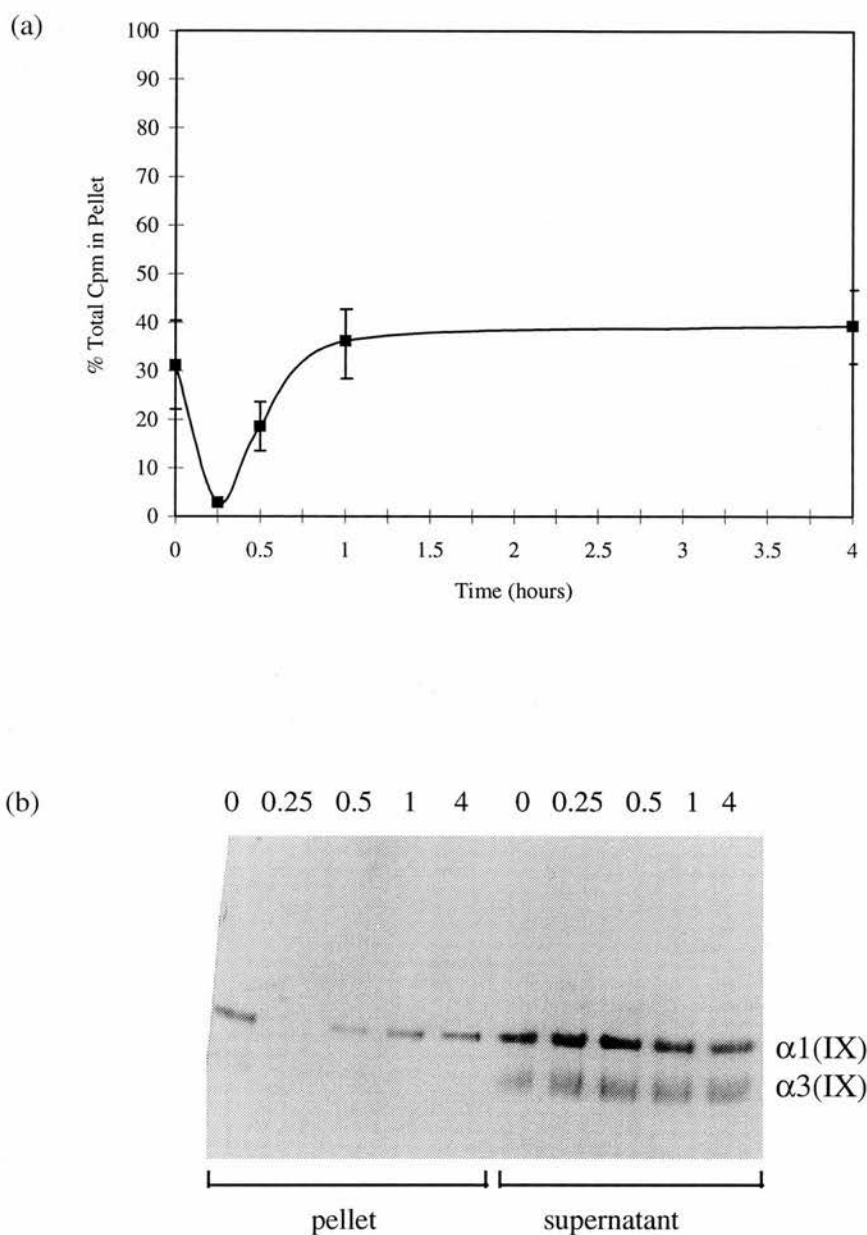 (a)
100
90
80
70
60
50
40
30
20
10
0
% Total Cpm in Pellet
0 0.5 1 1.5 2 2.5 3 3.5 4
Time (hours)
(b)
0 0.25 0.5 1 4 0 0.25 0.5 1 4
α1(IX)
α3(IX)
pellet supernatant